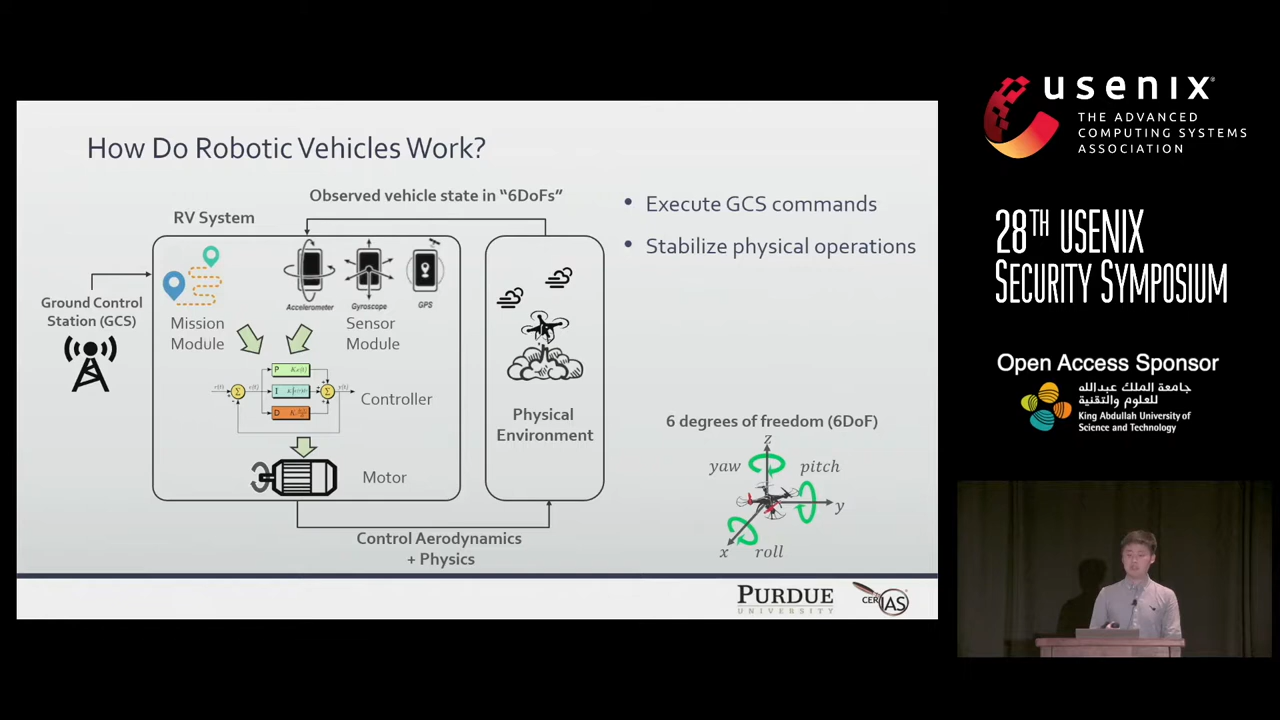 How Do Robotic Vehicles Work?
Observed vehicle state in “6DoFs”
RV System
Ground Control
Station (GCS)
Mission
Module
Accelerometer
Gyroscope
GPS
Sensor
Module
P
I
D
Σ
Σ
Controller
Motor
Physical
Environment
Control Aerodynamics
+ Physics
• Execute GCS commands
• Stabilize physical operations
6 degrees of freedom (6DoF)
z
yaw
pitch
y
x
roll
PURDUE
UNIVERSITY
CERIAS
usenix
THE ADVANCED
COMPUTING SYSTEMS
ASSOCIATION
28TH USENIX
SECURITY SYMPOSIUM
Open Access Sponsor
جامعة الملك عبدالله
للعلوم والتقنية
King Abdullah University of
Science and Technology